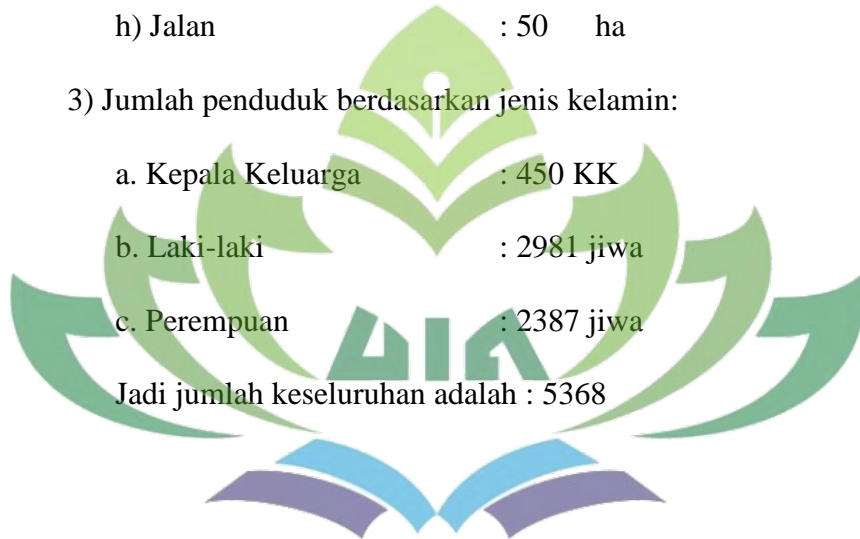 h) Jalan : 50 ha
3) Jumlah penduduk berdasarkan jenis kelamin:
a. Kepala Keluarga : 450 KK
b. Laki-laki : 2981 jiwa
c. Perempuan : 2387 jiwa
UIN
Jadi jumlah keseluruhan adalah : 5368